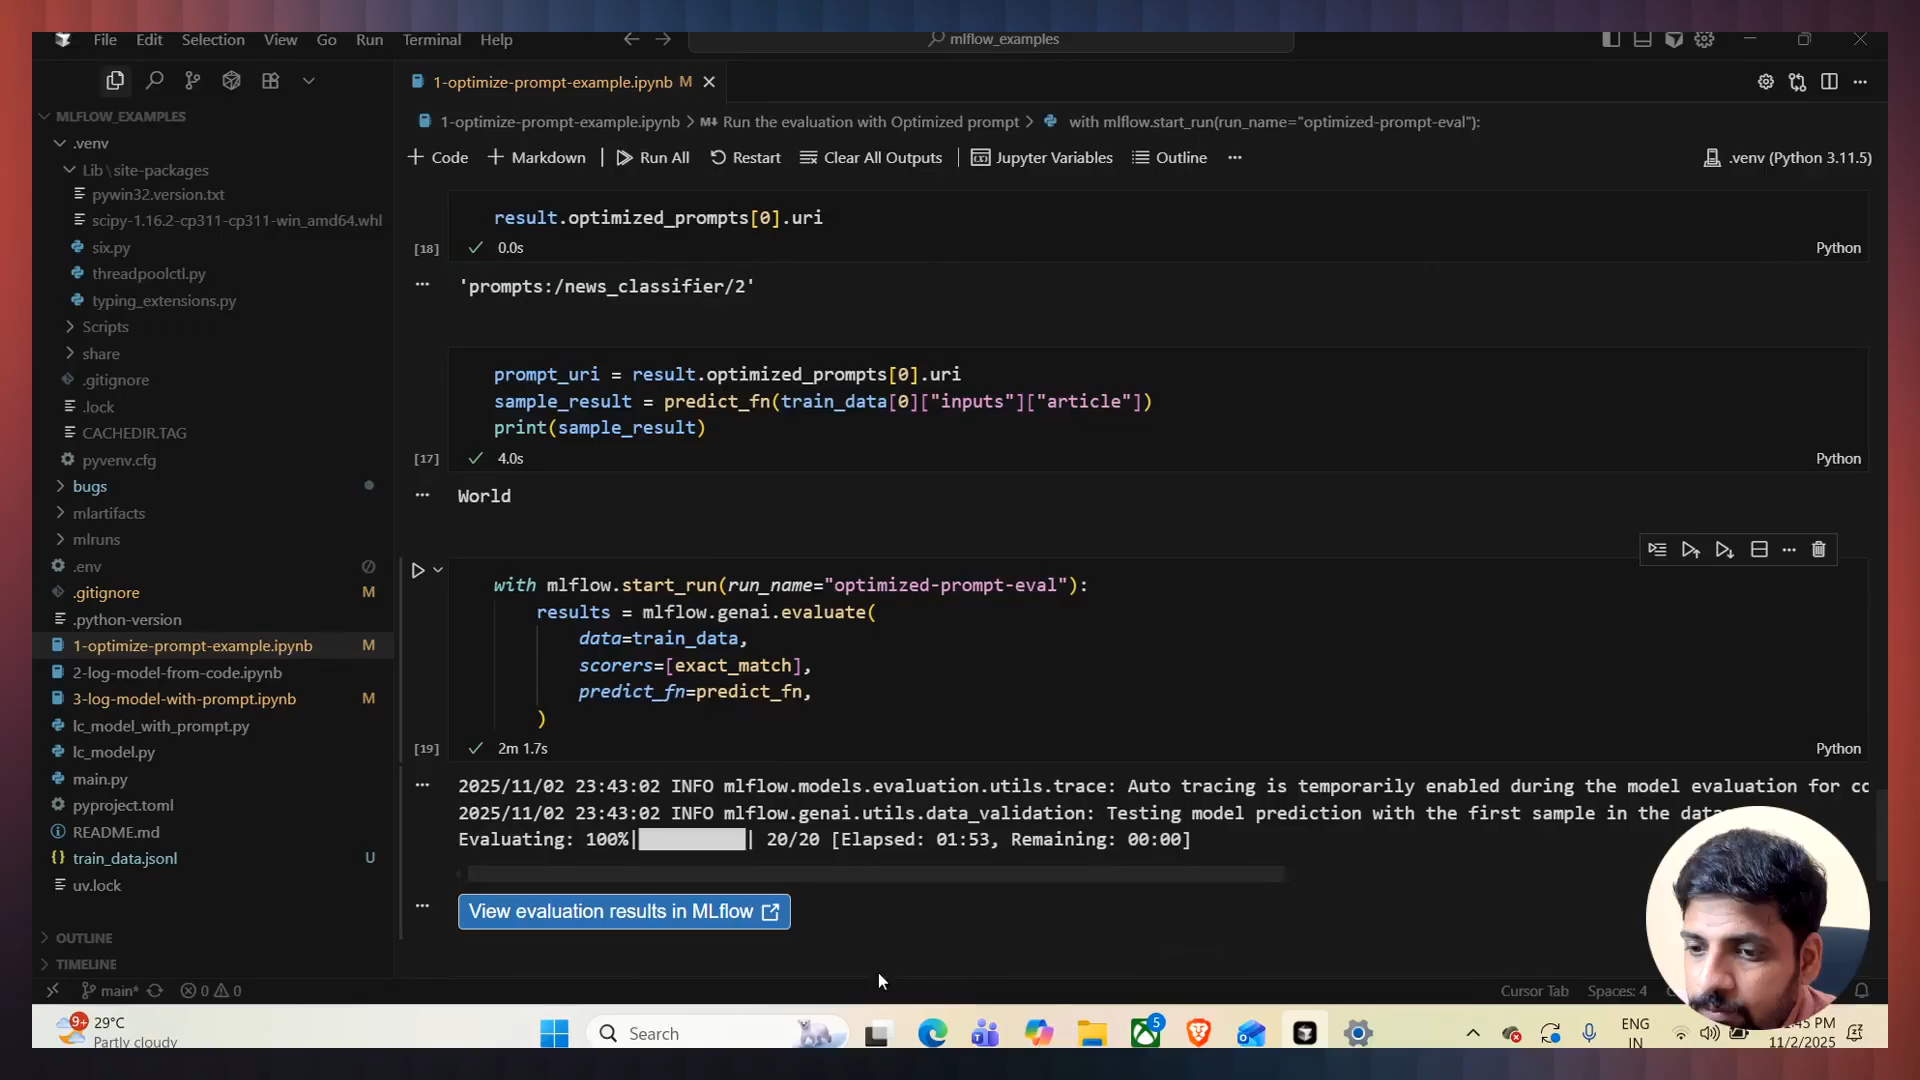 File Edit Selection View Go Run Terminal Help
mlflow_examples
1-optimize-prompt-example.ipynb M
MLFLOW_EXAMPLES
1-optimize-prompt-example.ipynb > M↓ Run the evaluation with Optimized prompt > with mlflow.start_run(run_name="optimized-prompt-eval"):
+ Code + Markdown | Run All Restart Clear All Outputs | Jupyter Variables Outline ...
.venv (Python 3.11.5)
.venv
Lib \ site-packages
pywin32.version.txt
scipy-1.16.2-cp311-cp311-win_amd64.whl
six.py
threadpoolctl.py
typing_extensions.py
Scripts
share
.gitignore
.lock
CACHEDIR.TAG
pyvenv.cfg
bugs
mlartifacts
mlruns
.env
.gitignore M
.python-version
1-optimize-prompt-example.ipynb M
2-log-model-from-code.ipynb
3-log-model-with-prompt.ipynb M
lc_model_with_prompt.py
lc_model.py
main.py
pyproject.toml
README.md
train_data.jsonl U
uv.lock
OUTLINE
TIMELINE
result.optimized_prompts[0].uri
[18] 0.0s Python
'prompts:/news_classifier/2'
prompt_uri = result.optimized_prompts[0].uri
sample_result = predict_fn(train_data[0]["inputs"]["article"])
print(sample_result)
[17] 4.0s Python
World
with mlflow.start_run(run_name="optimized-prompt-eval"):
results = mlflow.genai.evaluate(
data=train_data,
scorers=[exact_match],
predict_fn=predict_fn,
)
[19] 2m 1.7s Python
2025/11/02 23:43:02 INFO mlflow.models.evaluation.utils.trace: Auto tracing is temporarily enabled during the model evaluation for co
2025/11/02 23:43:02 INFO mlflow.genai.utils.data_validation: Testing model prediction with the first sample in the data
Evaluating: 100%| | 20/20 [Elapsed: 01:53, Remaining: 00:00]
View evaluation results in MLflow
main* 0 0
Cursor Tab Spaces: 4
9+ 29°C
Partly cloudy
Search
5
ENG
IN
:45 PM
11/2/2025